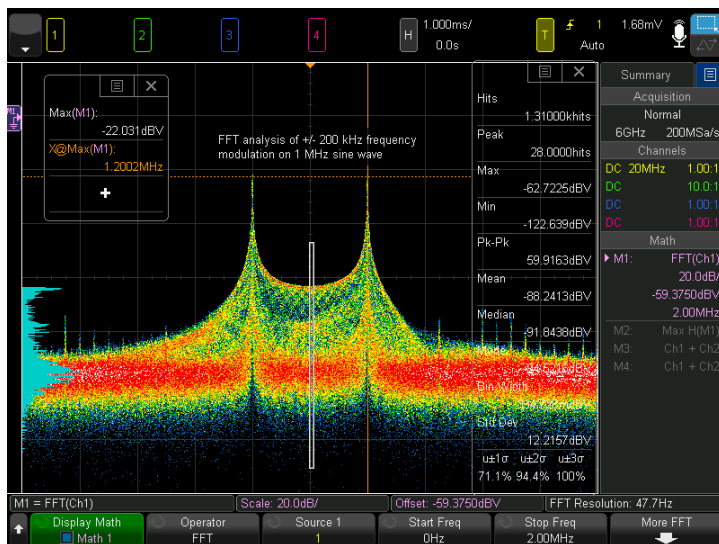 1
2
3
4
H
1.000ms/
0.0s
T
1
Auto
1.68mV
M1
Max(M1):
-22.031dBV
X@Max(M1):
1.2002MHz
FFT analysis of +/- 200 kHz frequency
modulation on 1 MHz sine wave
Hits
1.31000khits
Peak
28.0000hits
Max
-62.7225dBV
Min
-122.639dBV
Pk-Pk
59.9163dBV
Mean
-88.2413dBV
Median
-91.8438dBV
Mode
Bin Width
Std Dev
12.2157dBV
u±1σ u±2σ u±3σ
71.1% 94.4% 100%
Summary
Acquisition
Normal
6GHz 200MSa/s
Channels
DC 20MHz 1.00:1
DC 10.0:1
DC 1.00:1
DC 1.00:1
Math
M1: FFT(Ch1)
20.0dB/
-59.3750dBV
2.00MHz
M2: Max H(M1)
M3: Ch1 + Ch2
M4: Ch1 + Ch2
M1 = FFT(Ch1)
Scale: 20.0dB/
Offset: -59.3750dBV
FFT Resolution: 47.7Hz
Display Math
Math 1
Operator
FFT
Source 1
1
Start Freq
0Hz
Stop Freq
2.00MHz
More FFT